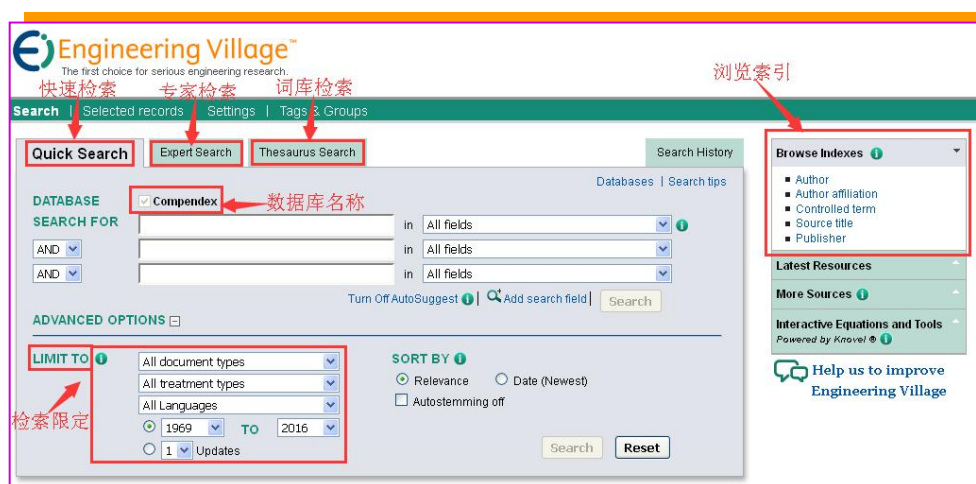 Engineering Village™
The first choice for serious engineering research.
快速检索 专家检索 词库检索 浏览索引
Search | Selected records Settings | Tags & Groups
Quick Search Expert Search Thesaurus Search Search History
Databases | Search tips
DATABASE Compendex 数据库名称
SEARCH FOR in All fields
AND in All fields
AND in All fields
Turn Off AutoSuggest | Add search field | Search
ADVANCED OPTIONS
LIMIT TO All document types
All treatment types
All Languages
1969 TO 2016
1 Updates
检索限定
SORT BY
Relevance Date (Newest)
Autostemming off
Search Reset
Browse Indexes
Author
Author affiliation
Controlled term
Source title
Publisher
Latest Resources
More Sources
Interactive Equations and Tools
Powered by Knovel ®
Help us to improve
Engineering Village